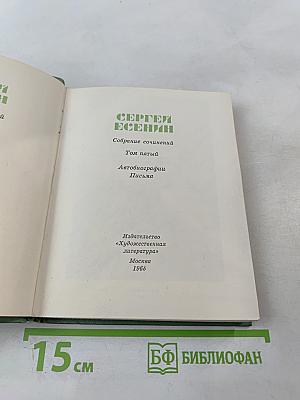 Й
Н
й
СЕРГЕЙ
ЕСЕНИН
Собрание сочинений
Том пятый
Автобиографии
Письма
Издательство
«Художественная
литература»
Москва
1966
15 см
БФ БИБЛИОФАН